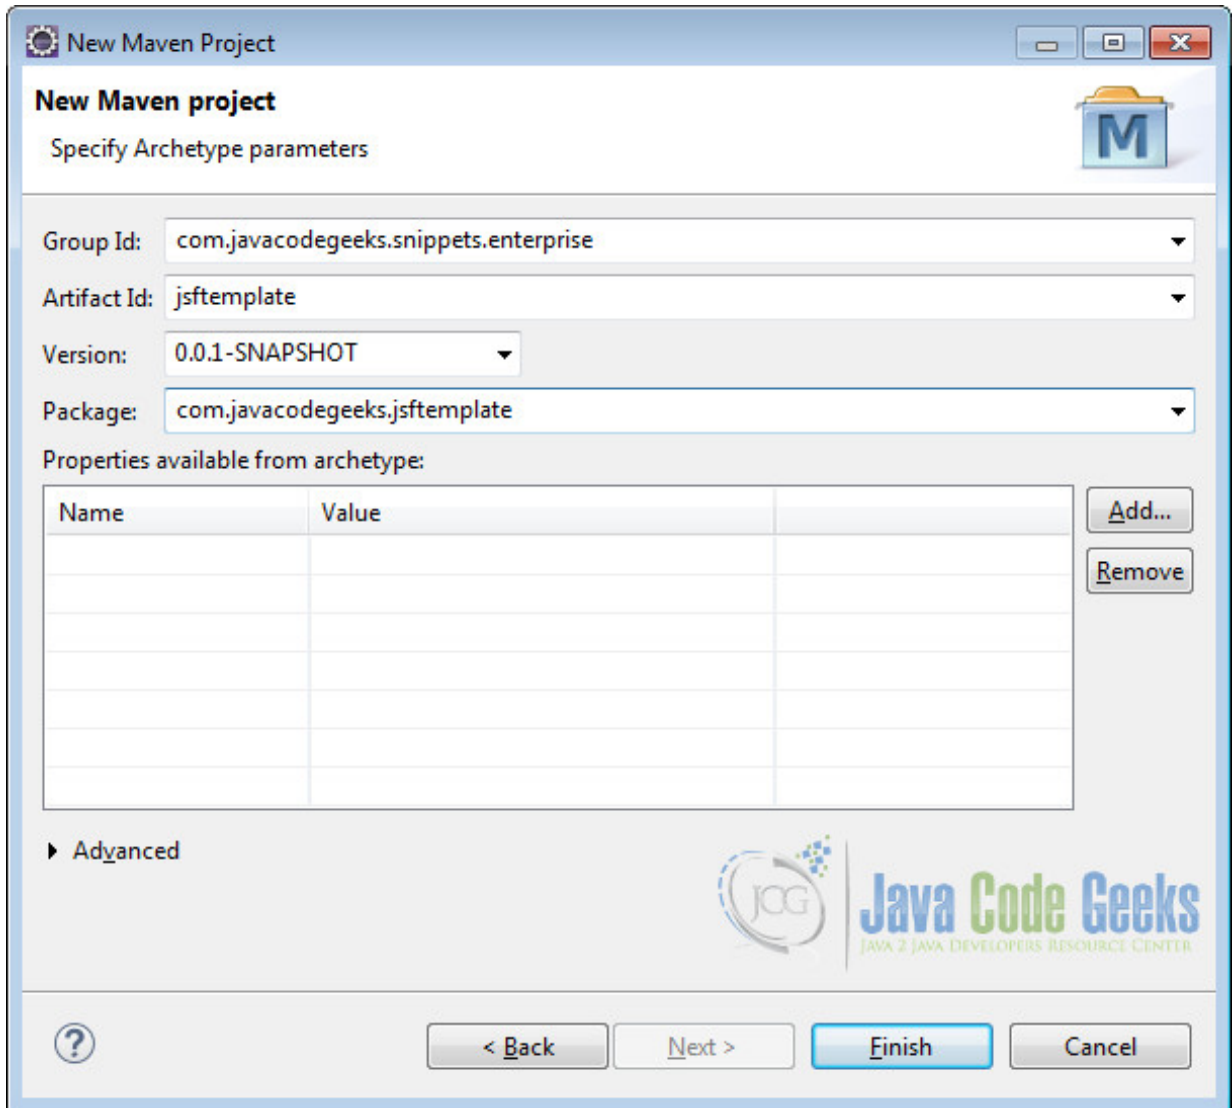 New Maven Project
New Maven project
Specify Archetype parameters
M
Group Id: com.javacodegeeks.snippets.enterprise
Artifact Id: jsftemplate
Version: 0.0.1-SNAPSHOT
Package: com.javacodegeeks.jsftemplate
Properties available from archetype:
Name Value Add...
Remove
Advanced
JCG Java Code Geeks
JAVA 2 JAVA DEVELOPERS RESOURCE CENTER
? < Back Next > Finish Cancel